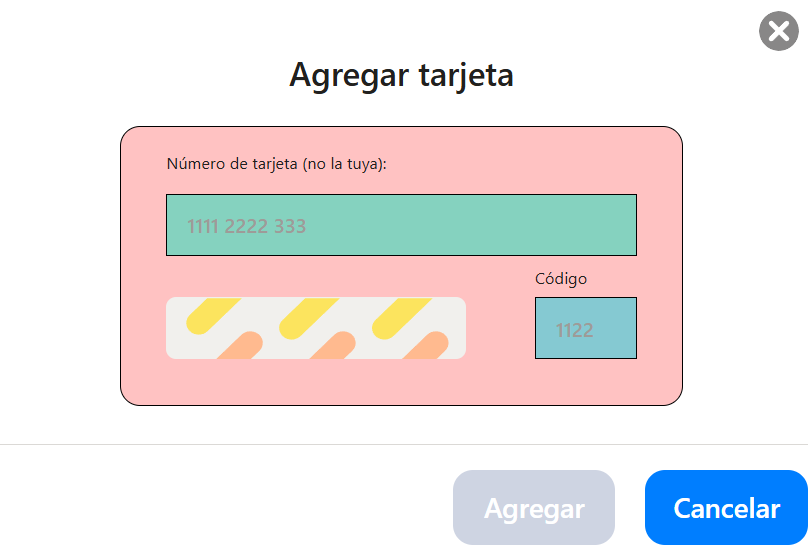 Agregar tarjeta
Número de tarjeta (no la tuya):
1111 2222 333
Código
1122
Agregar
Cancelar